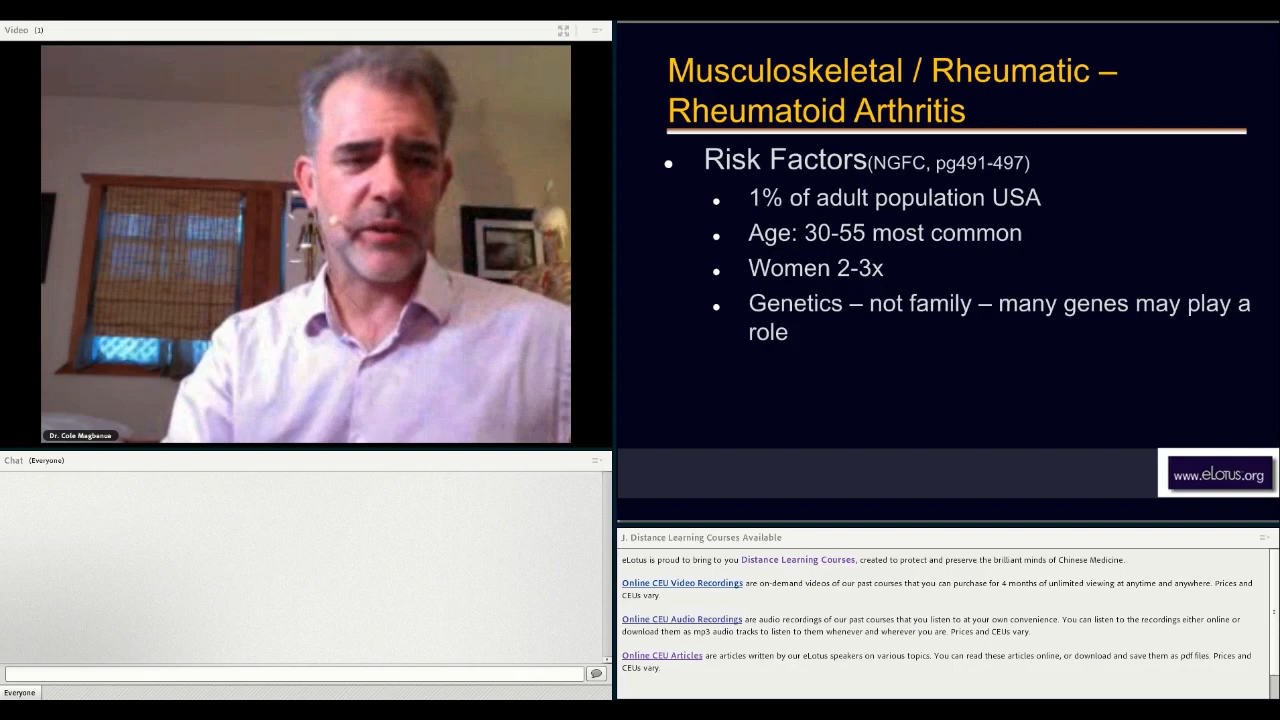 Video (1)
Dr. Cole Magbanua
Chat (Everyone)
Everyone
Musculoskeletal / Rheumatic –
Rheumatoid Arthritis
• Risk Factors(NGFC, pg491-497)
• 1% of adult population USA
• Age: 30-55 most common
• Women 2-3x
• Genetics – not family – many genes may play a
role
www.eLOTUS.org
J. Distance Learning Courses Available
eLotus is proud to bring to you Distance Learning Courses, created to protect and preserve the brilliant minds of Chinese Medicine.
Online CEU Video Recordings are on-demand videos of our past courses that you can purchase for 4 months of unlimited viewing at anytime and anywhere. Prices and
CEUs vary.
Online CEU Audio Recordings are audio recordings of our past courses that you listen to at your own convenience. You can listen to the recordings either online or
download them as mp3 audio tracks to listen to them whenever and wherever you are. Prices and CEUs vary.
Online CEU Articles are articles written by our eLotus speakers on various topics. You can read these articles online, or download and save them as pdf files. Prices and
CEUs vary.